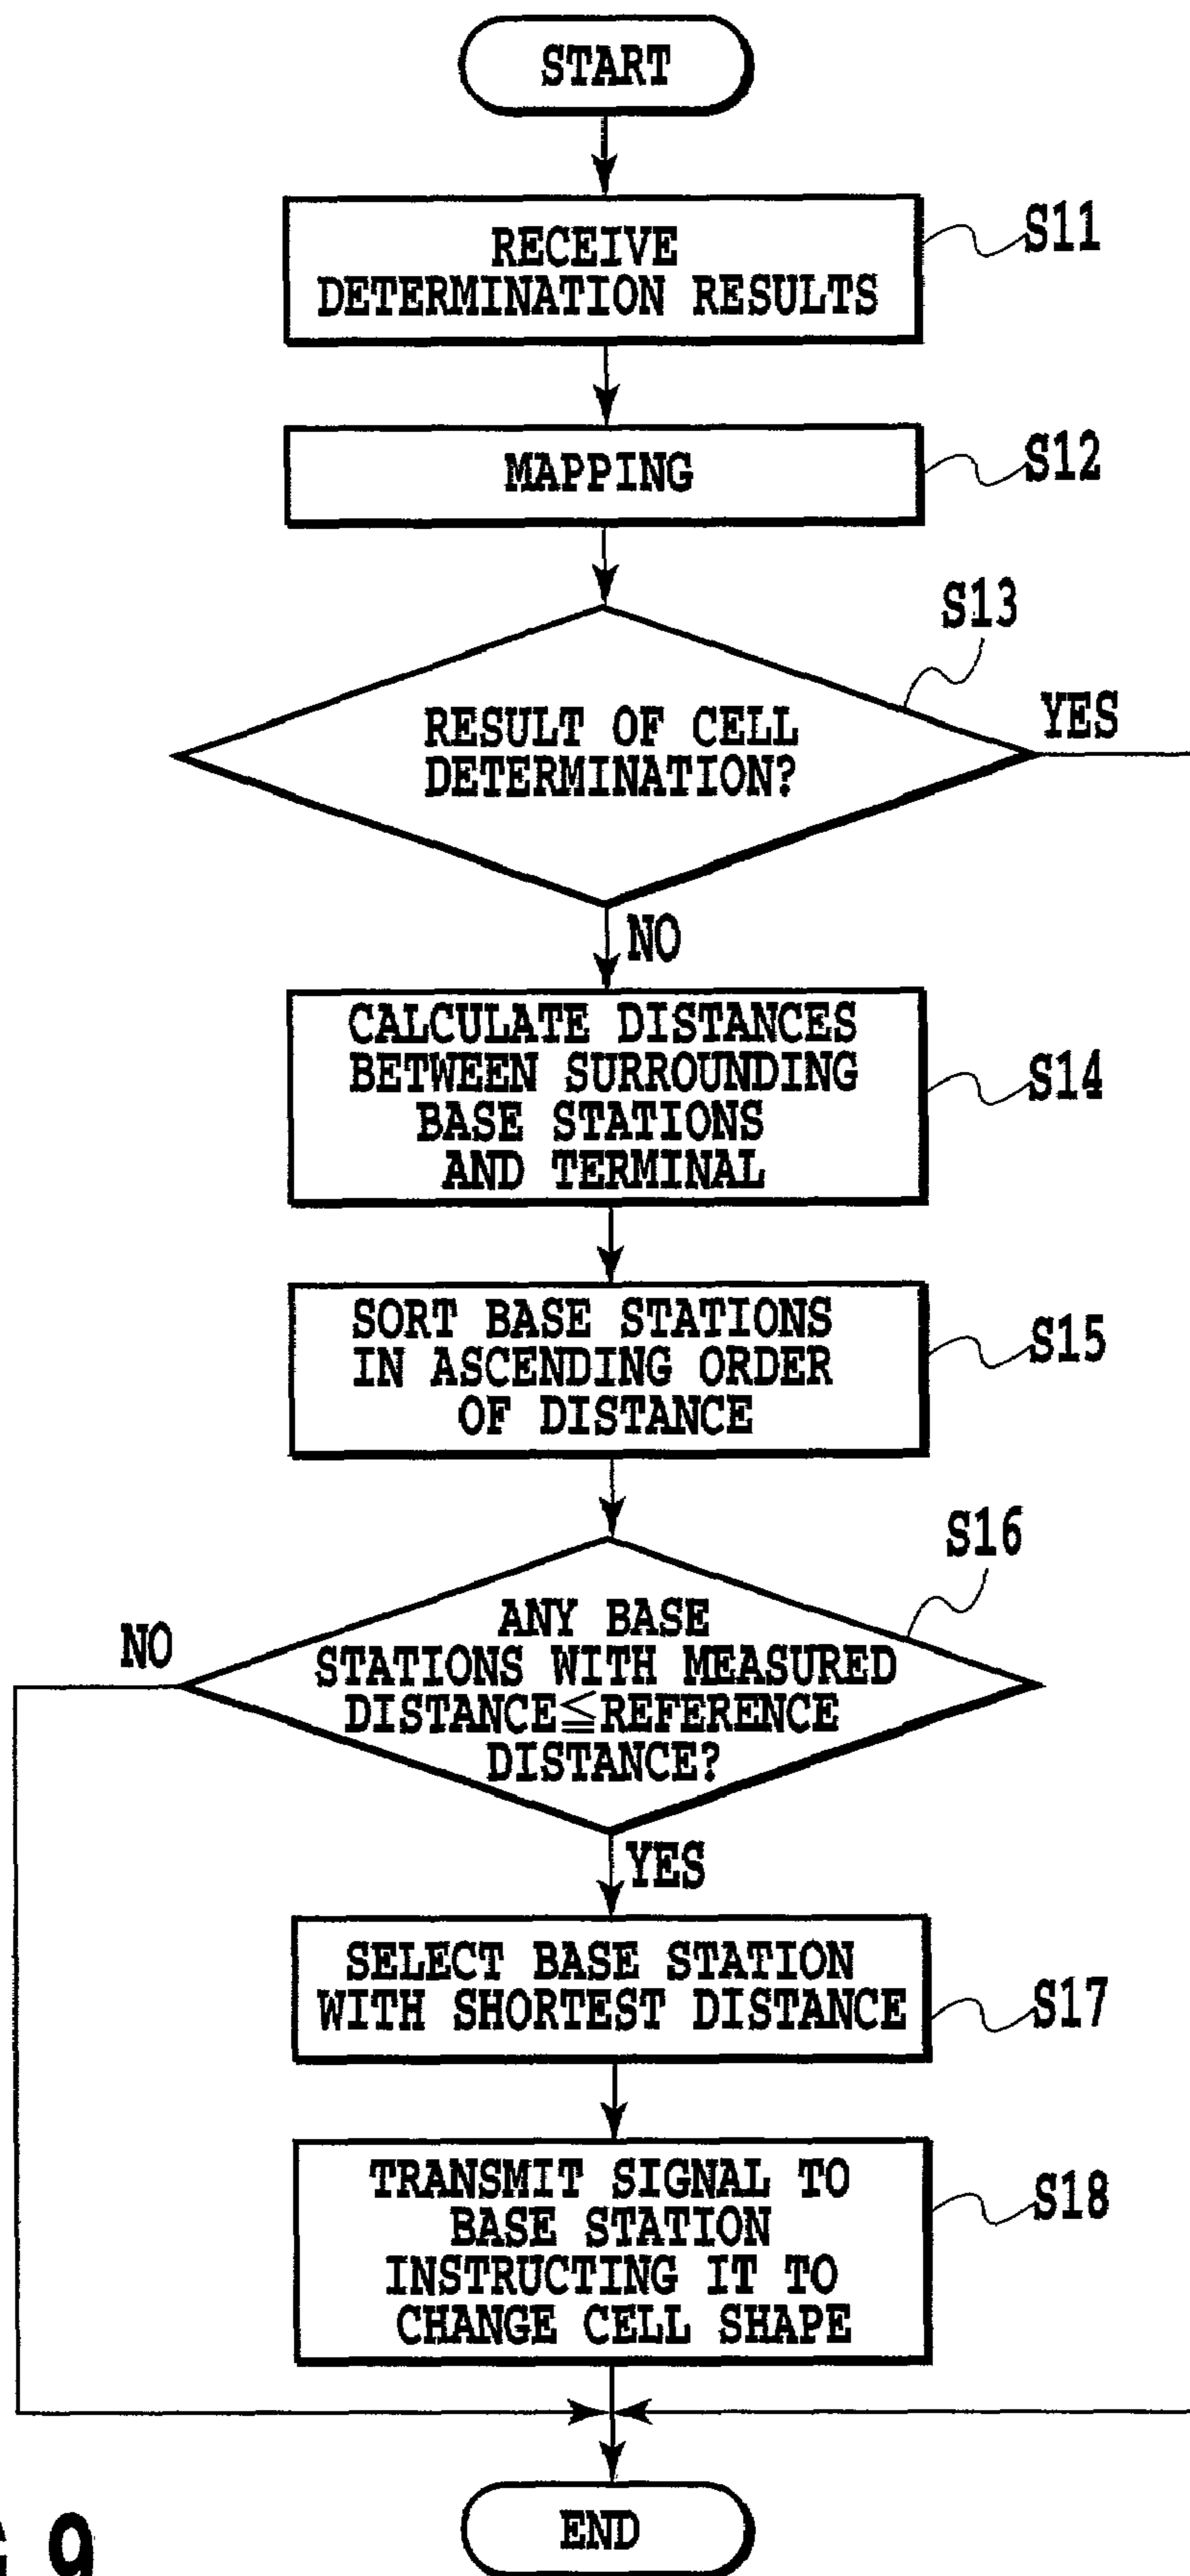 START
RECEIVE
DETERMINATION RESULTS
S11
MAPPING
S12
S13
RESULT OF CELL
DETERMINATION?
YES
NO
CALCULATE DISTANCES
BETWEEN SURROUNDING
BASE STATIONS
AND TERMINAL
S14
SORT BASE STATIONS
IN ASCENDING ORDER
OF DISTANCE
S15
S16
NO
ANY BASE
STATIONS WITH MEASURED
DISTANCE≦REFERENCE
DISTANCE?
YES
SELECT BASE STATION
WITH SHORTEST DISTANCE
S17
TRANSMIT SIGNAL TO
BASE STATION
INSTRUCTING IT TO
CHANGE CELL SHAPE
S18
END
9